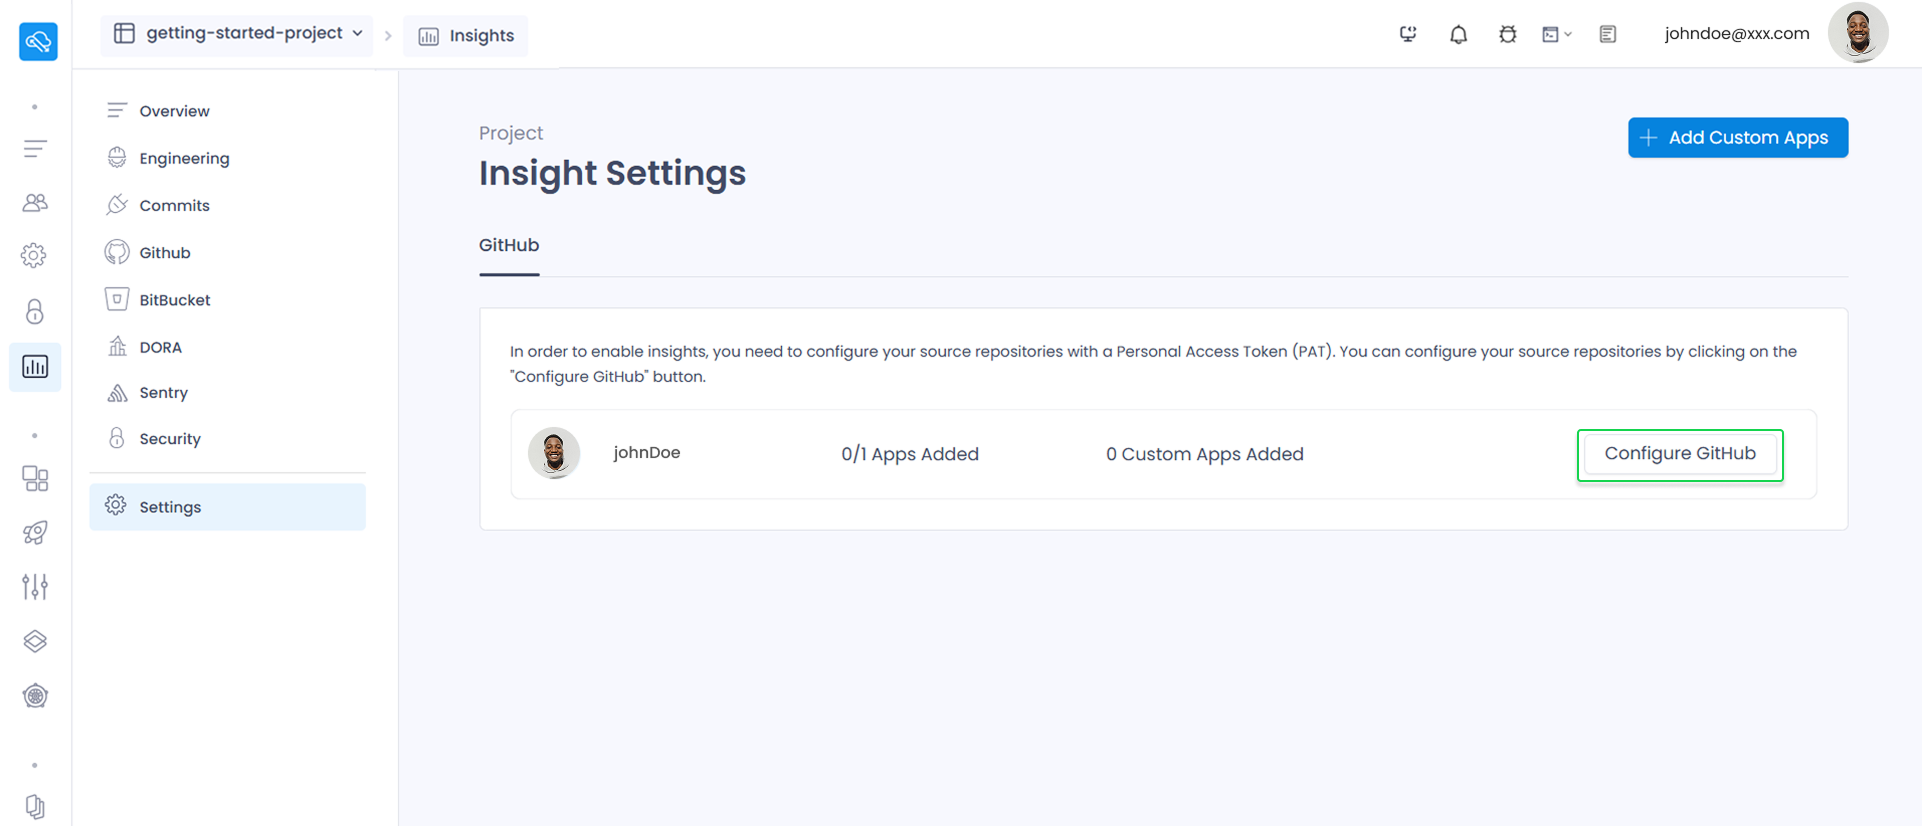 getting-started-project
Insights
johndoe@xxx.com
Overview
Engineering
Commits
Github
BitBucket
DORA
Sentry
Security
Settings
Project
Insight Settings
Add Custom Apps
GitHub
In order to enable insights, you need to configure your source repositories with a Personal Access Token (PAT). You can configure your source repositories by clicking on the
"Configure GitHub" button.
johnDoe
0/1 Apps Added
0 Custom Apps Added
Configure GitHub